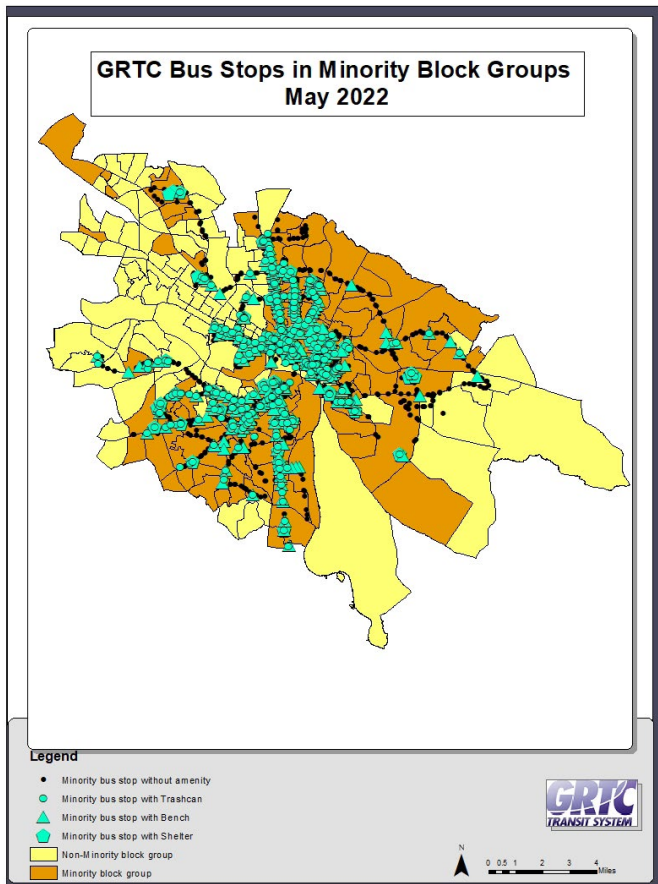 GRTC Bus Stops in Minority Block Groups
May 2022
Legend
Minority bus stop without amenity
Minority bus stop with Trashcan
Minority bus stop with Bench
Minority bus stop with Shelter
Non-Minority block group
Minority block group
GRTC
TRANSIT SYSTEM
N
0 0.5 1 2 3 4
Miles